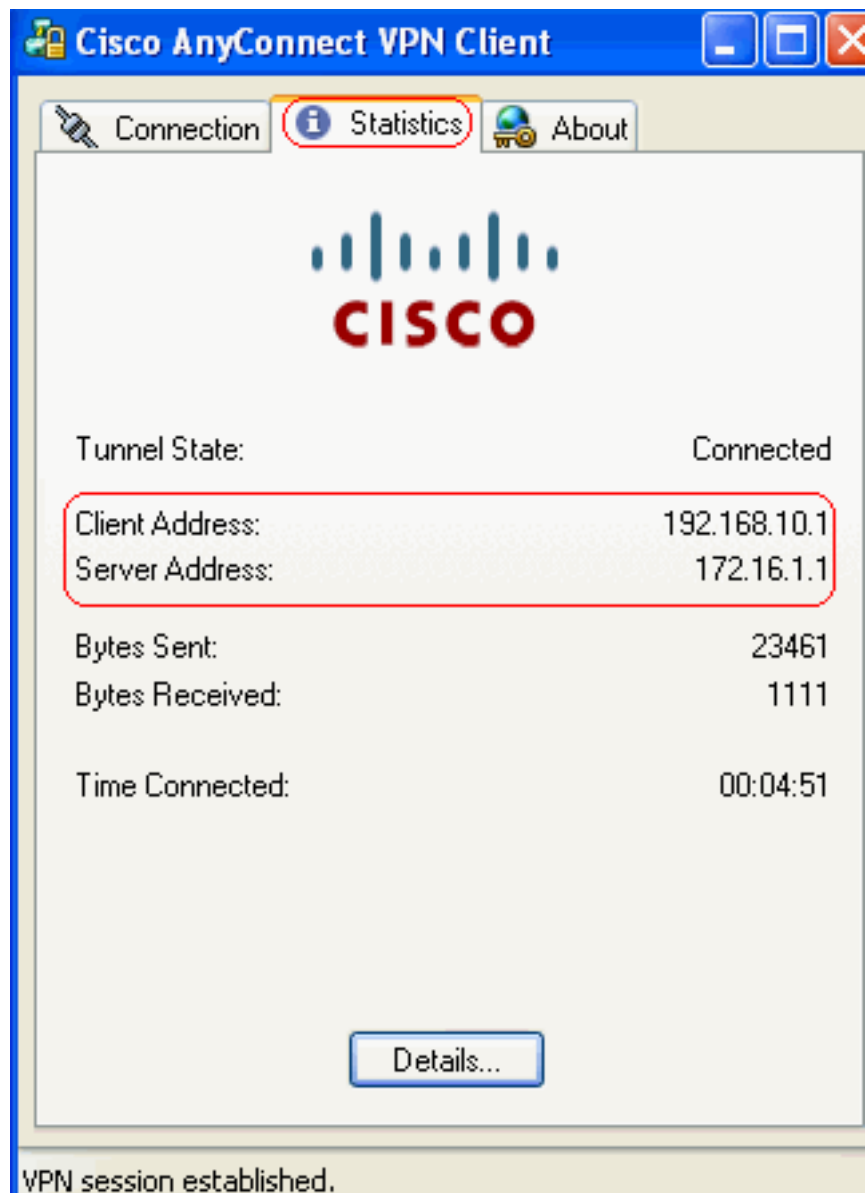 Cisco AnyConnect VPN Client
Connection Statistics About
CISCO
Tunnel State: Connected
Client Address: 192.168.10.1
Server Address: 172.16.1.1
Bytes Sent: 23461
Bytes Received: 1111
Time Connected: 00:04:51
Details...
VPN session established.